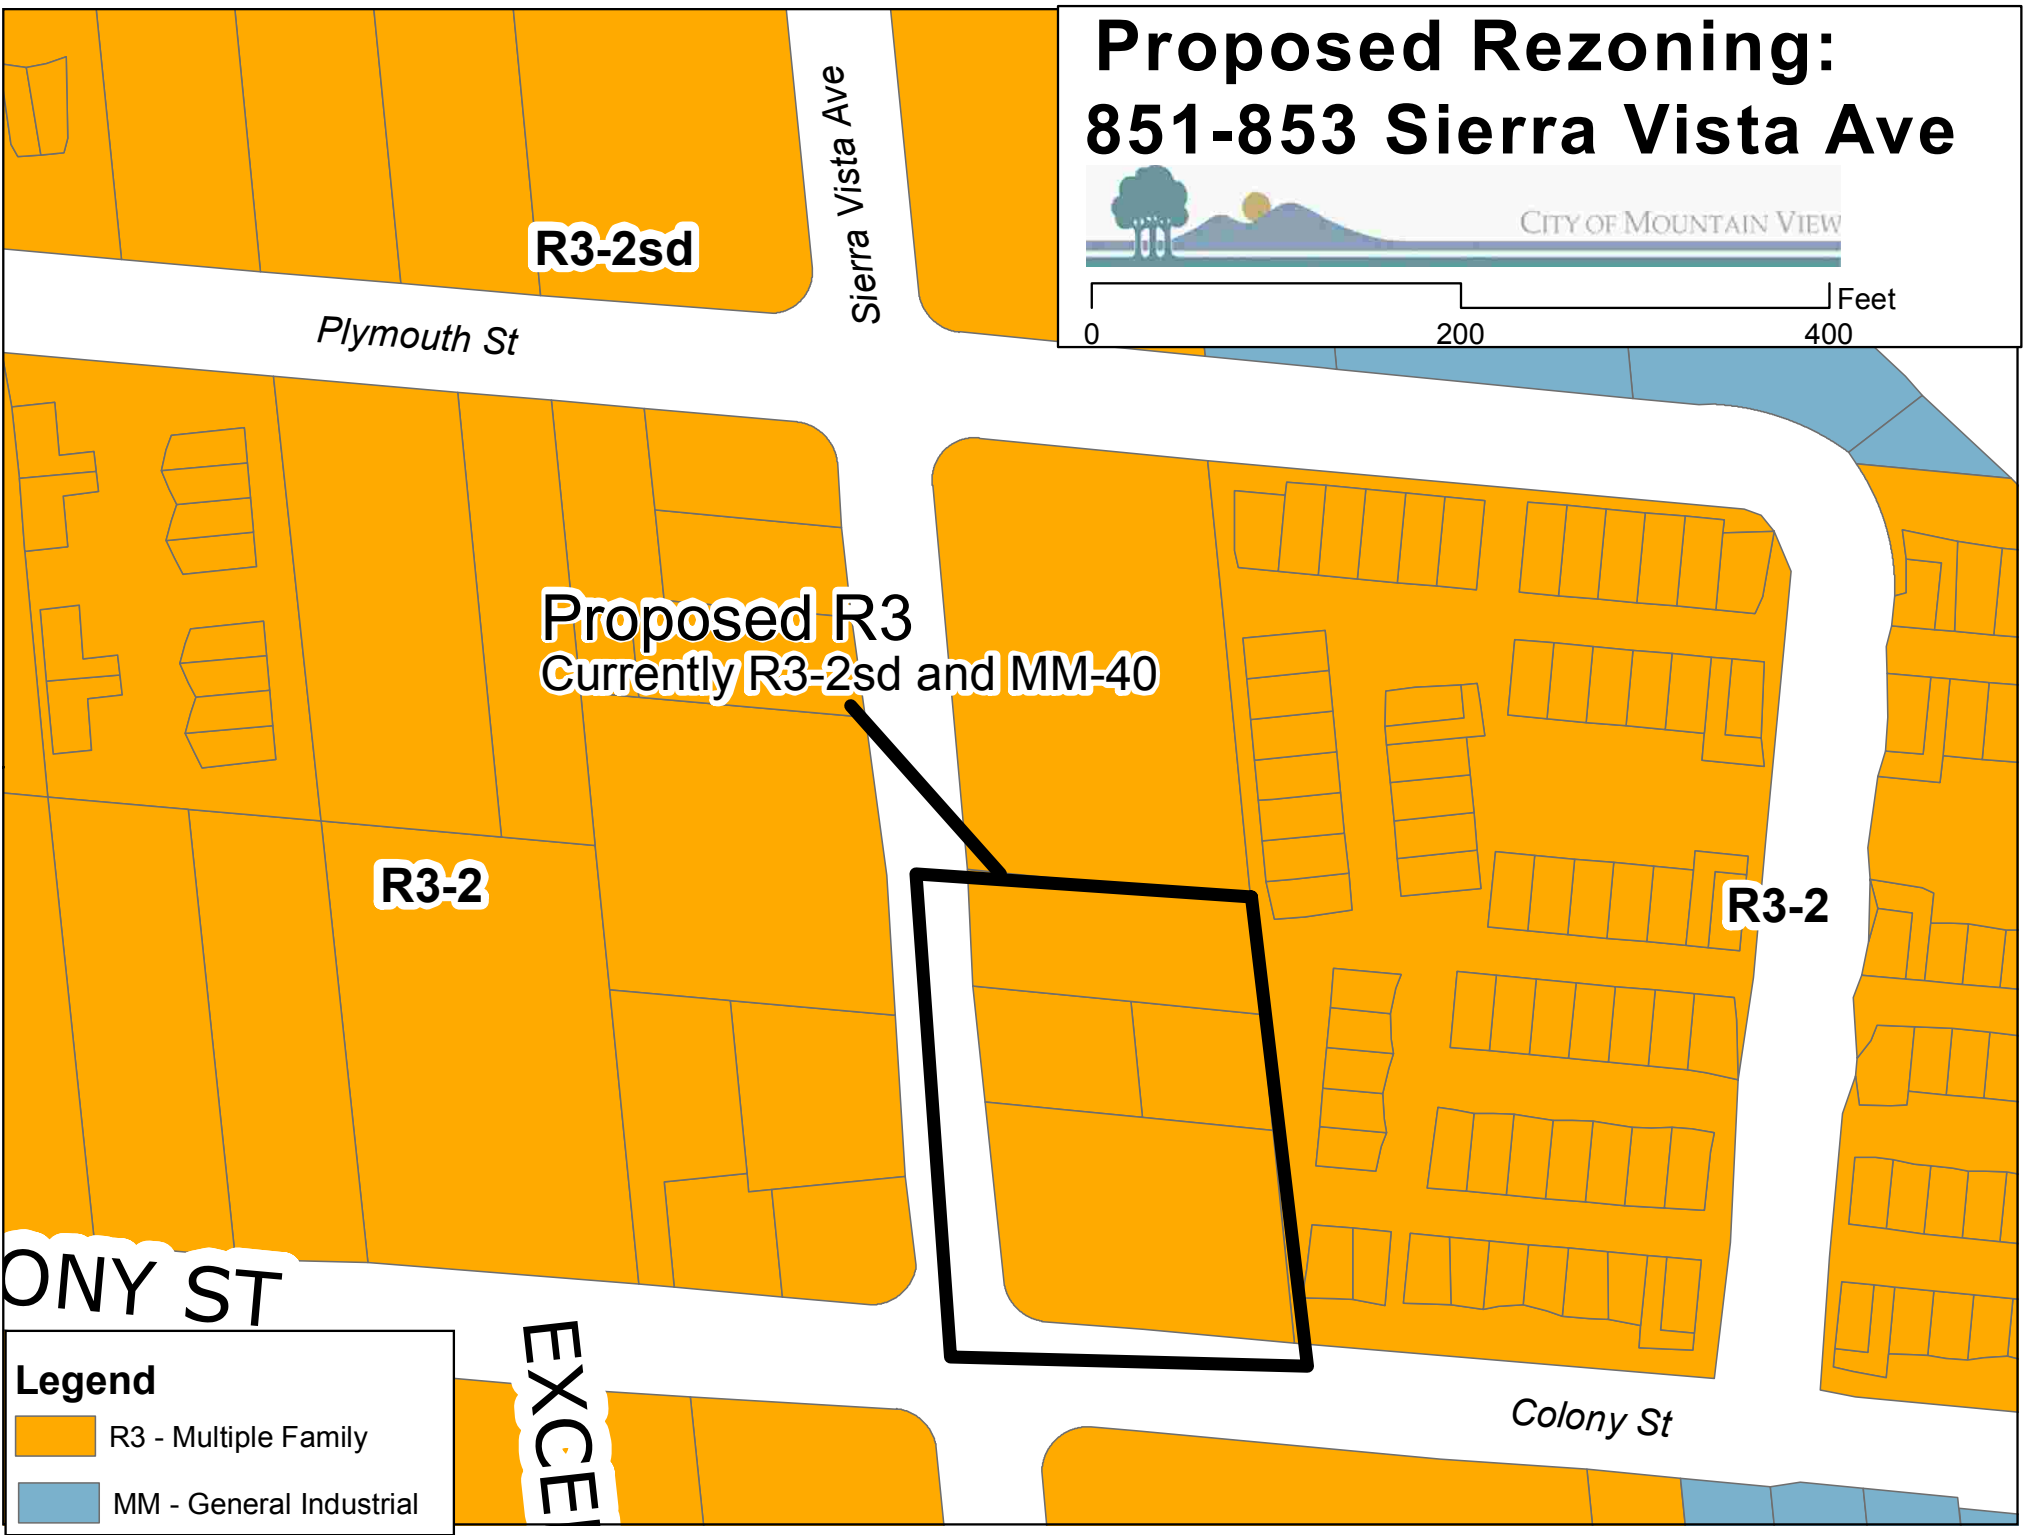 Proposed Rezoning:
851-853 Sierra Vista Ave
CITY OF MOUNTAIN VIEW
Feet
0 200 400
Sierra Vista Ave
R3-2sd
Plymouth St
Proposed R3
Currently R3-2sd and MM-40
R3-2
R3-2
ONY ST
EXCE
Colony St
Legend
R3 - Multiple Family
MM - General Industrial